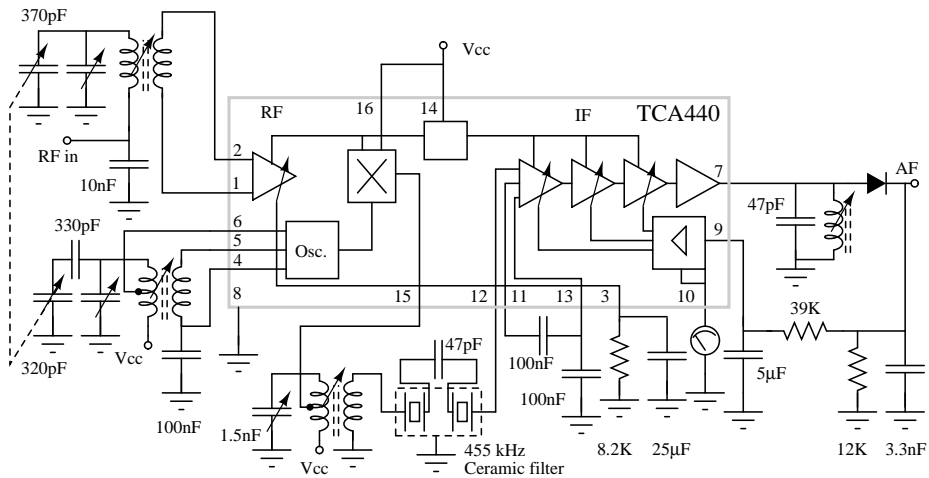 370pF
Vcc
RF
16
14
IF
TCA440
RF in
2
1
7
AF
10nF
47pF
330pF
6
5
4
Osc.
9
8
15
12
11
13
3
10
39K
Vcc
320pF
47pF
100nF
5µF
100nF
1.5nF
100nF
Vcc
455 kHz
Ceramic filter
8.2K
25µF
12K
3.3nF